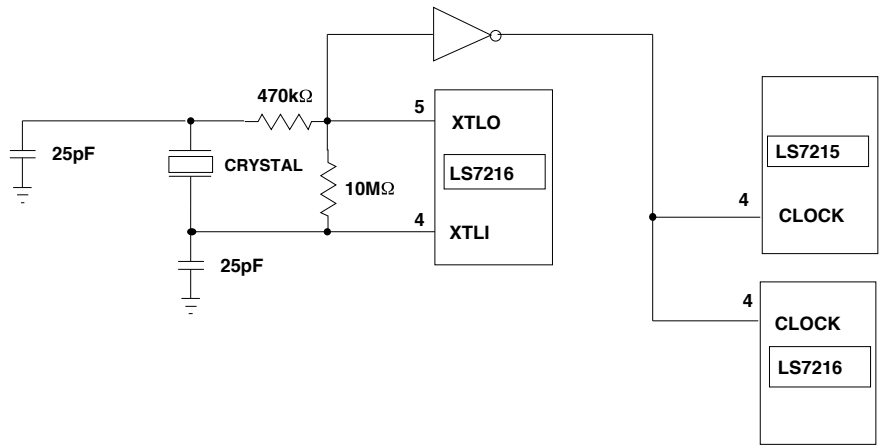 470kΩ
5
XTLO
25pF
CRYSTAL
LS7216
10MΩ
4
XTLI
25pF
LS7215
4
CLOCK
4
CLOCK
LS7216